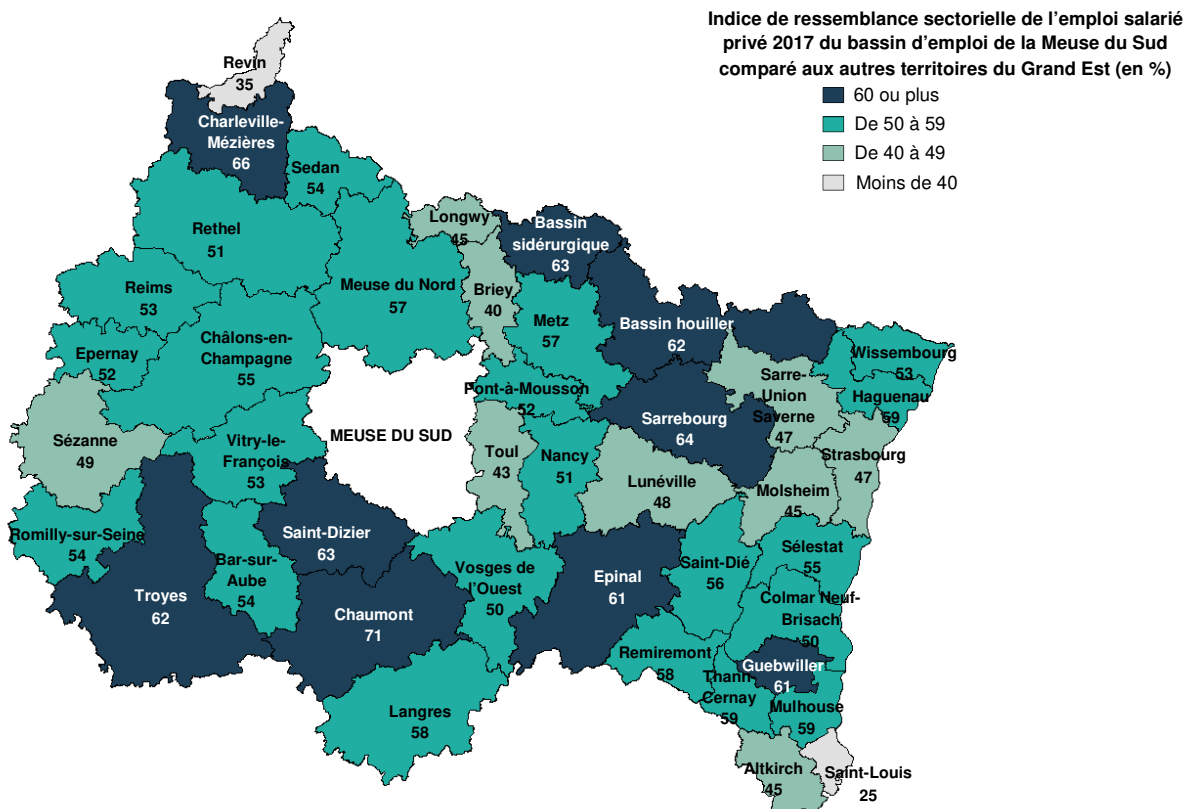 Indice de ressemblance sectorielle de l'emploi salarié
privé 2017 du bassin d'emploi de la Meuse du Sud
comparé aux autres territoires du Grand Est (en %)
60 ou plus
De 50 à 59
De 40 à 49
Moins de 40
Revin
35
Charleville-
Mézières
66
Sedan
54
Rethel
51
Longwy
45
Bassin
sidérurgique
63
Reims
53
Meuse du Nord
57
Briey
40
Metz
57
Bassin houiller
62
Epernay
52
Châlons-en-
Champagne
55
Wissembourg
53
Haguenau
59
Sarre-
Union
Saverne
47
Pont-à-Mousson
52
Sarrebourg
64
Sézanne
49
Vitry-le-
François
53
MEUSE DU SUD
Toul
43
Nancy
51
Lunéville
48
Strasbourg
47
Molsheim
45
Romilly-sur-Seine
54
Saint-Dizier
63
Bar-sur-
Aube
54
Troyes
62
Chaumont
71
Vosges de
l'Ouest
50
Epinal
61
Saint-Dié
56
Sélestat
55
Colmar Neuf-
Brisach
50
Remiremont
58
Guebwiller
61
Thann-
Cernay
59
Mulhouse
59
Langres
58
Altkirch
45
Saint-Louis
25